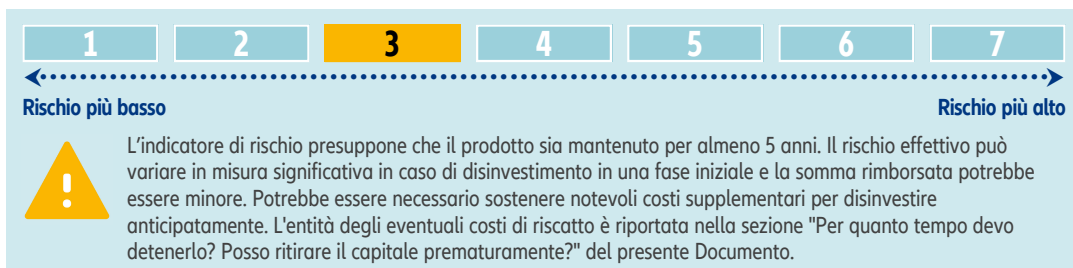 1 2 3 4 5 6 7
Rischio più basso Rischio più alto
L'indicatore di rischio presuppone che il prodotto sia mantenuto per almeno 5 anni. Il rischio effettivo può
variare in misura significativa in caso di disinvestimento in una fase iniziale e la somma rimborsata potrebbe
essere minore. Potrebbe essere necessario sostenere notevoli costi supplementari per disinvestire
anticipatamente. L'entità degli eventuali costi di riscatto è riportata nella sezione "Per quanto tempo devo
detenerlo? Posso ritirare il capitale prematuramente?" del presente Documento.